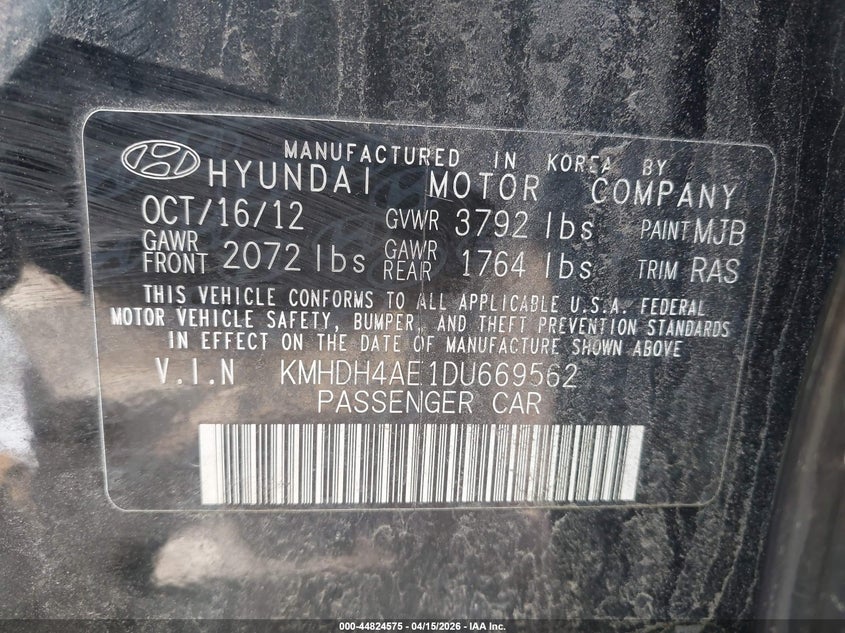 MANUFACTURED IN KOREA BY
HYUNDAI MOTOR COMPANY
OCT/16/12 GVWR 3792 lbs PAINT MJB
GAWR FRONT 2072 lbs GAWR REAR 1764 lbs TRIM RAS
THIS VEHICLE CONFORMS TO ALL APPLICABLE U.S.A. FEDERAL
MOTOR VEHICLE SAFETY, BUMPER, AND THEFT PREVENTION STANDARDS
IN EFFECT ON THE DATE OF MANUFACTURE SHOWN ABOVE
V.I.N KMHDH4AE1DU669562
PASSENGER CAR
000-44824575 - 04/15/2026 - IAA Inc.